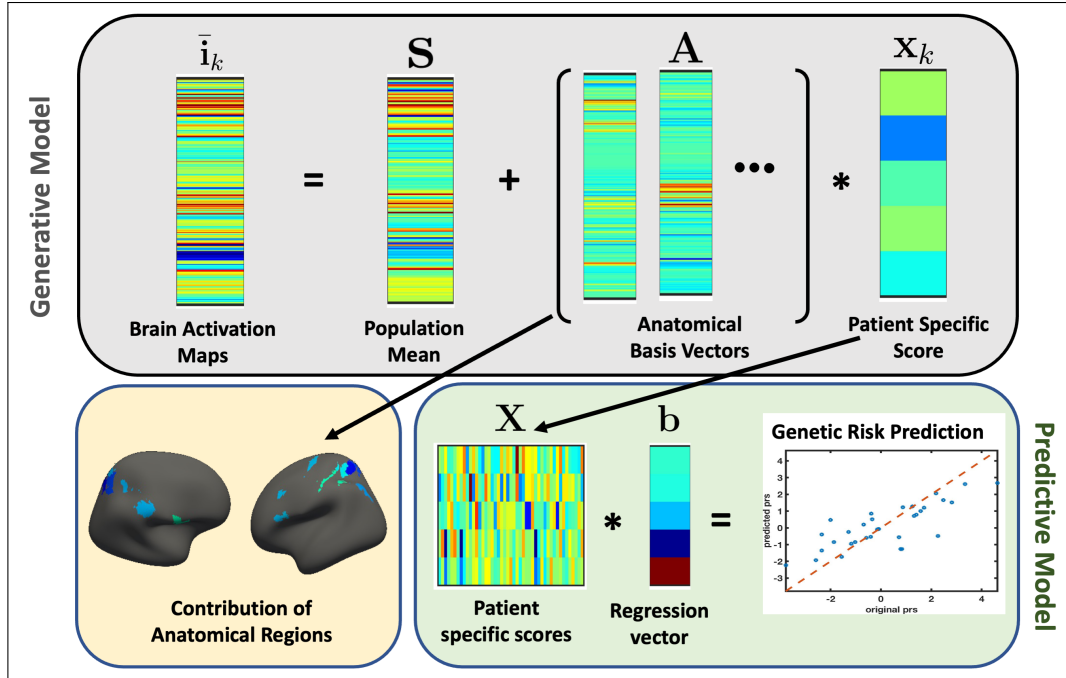 Generative Model
i̅ₖ
S
A
xₖ
=
+
•••
*
Brain Activation
Maps
Population
Mean
Anatomical
Basis Vectors
Patient Specific
Score
Contribution of
Anatomical Regions
X
b
*
=
Patient
specific scores
Regression
vector
Genetic Risk Prediction
predicted prs
4
3
2
1
0
-1
-2
-3
-2
0
2
4
original prs
Predictive Model